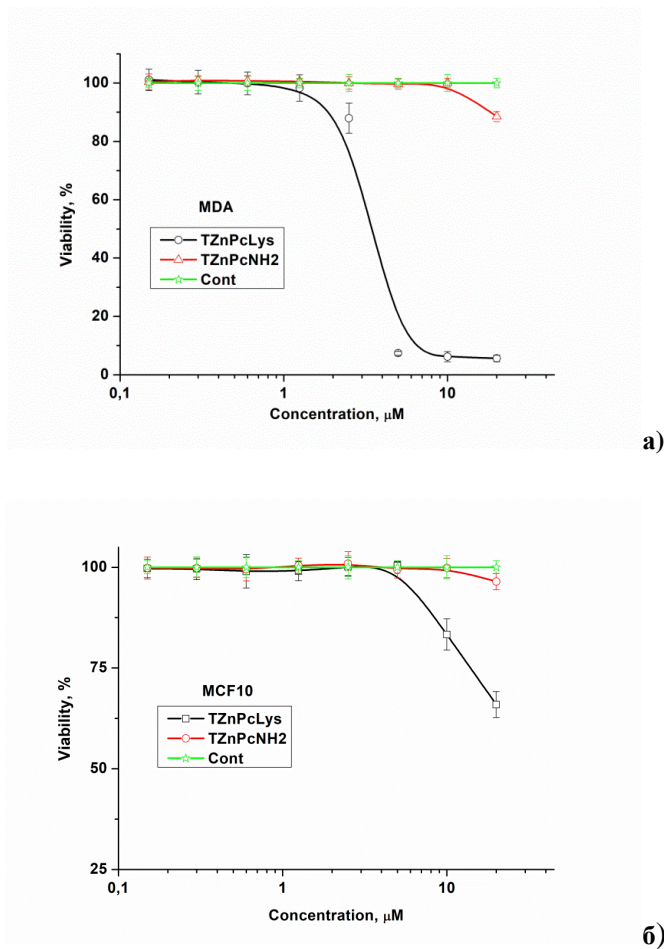 100
80
60
40
20
0
Viability, %
MDA
TZnPcLys
TZnPcNH2
Cont
0,1
1
10
Concentration, μM
а)
100
75
50
25
Viability, %
MCF10
TZnPcLys
TZnPcNH2
Cont
0,1
1
10
Concentration, μM
б)